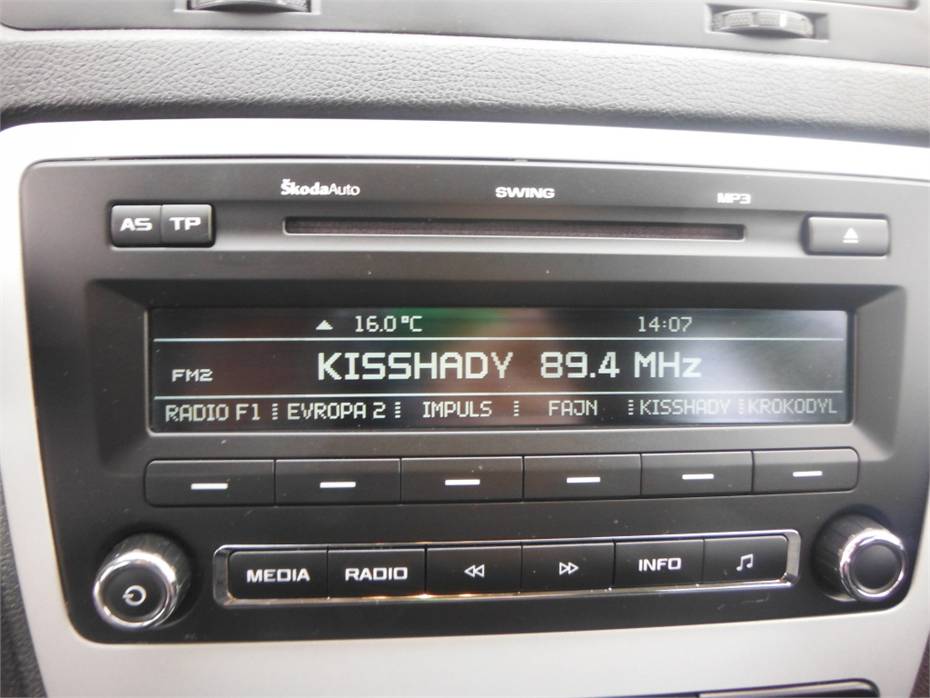 ŠkodaAuto SWING MP3
AS TP
16.0 °C 14:07
FM2 KISSHADY 89.4 MHz
RADIO F1 EVROPA 2 IMPULS FAJN KISSHADY KROKODYL
MEDIA RADIO INFO